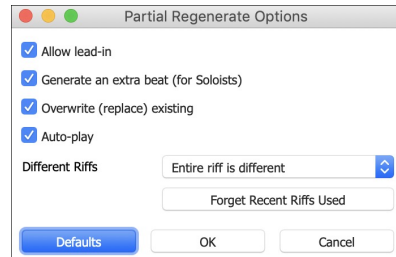 Partial Regenerate Options
Allow lead-in
Generate an extra beat (for Soloists)
Overwrite (replace) existing
Auto-play
Different Riffs Entire riff is different
Forget Recent Riffs Used
Defaults OK Cancel